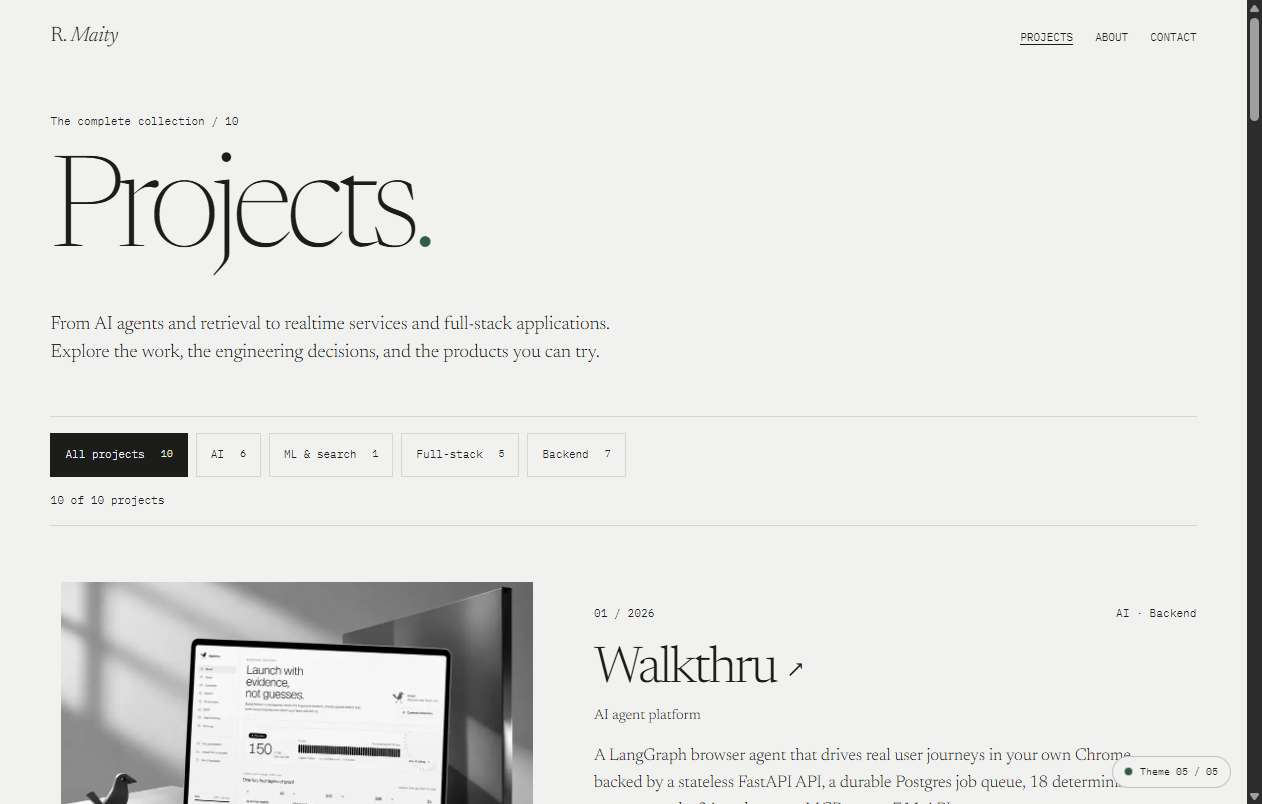 R. Maity
PROJECTS ABOUT CONTACT
The complete collection / 10
Projects.
From AI agents and retrieval to realtime services and full-stack applications.
Explore the work, the engineering decisions, and the products you can try.
All projects 10 AI 6 ML & search 1 Full-stack 5 Backend 7
10 of 10 projects
Launch with
evidence,
not guesses.
150
01 / 2026 AI · Backend
Walkthru ↗
AI agent platform
A LangGraph browser agent that drives real user journeys in your own Chrome
backed by a stateless FastAPI API, a durable Postgres job queue, 18
Theme 05 / 05